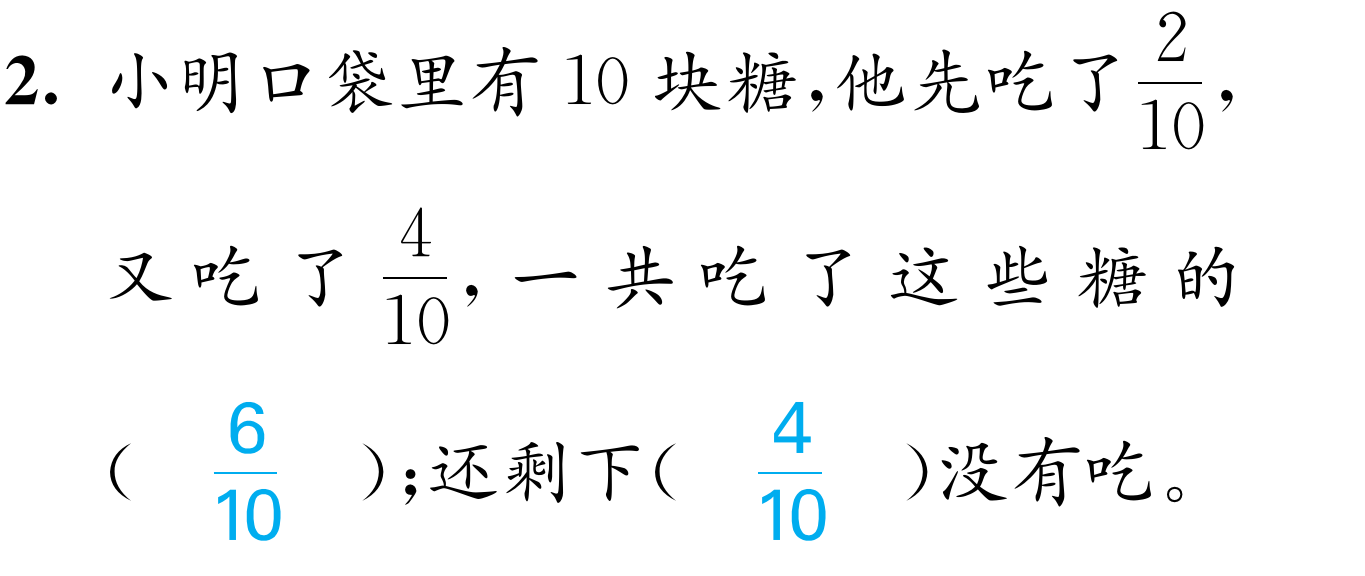 2. 小明口袋里有 10 块糖,他先吃了 2/10,
又吃了 4/10,一共吃了这些糖的
( 6/10 );还剩下( 4/10 )没有吃。